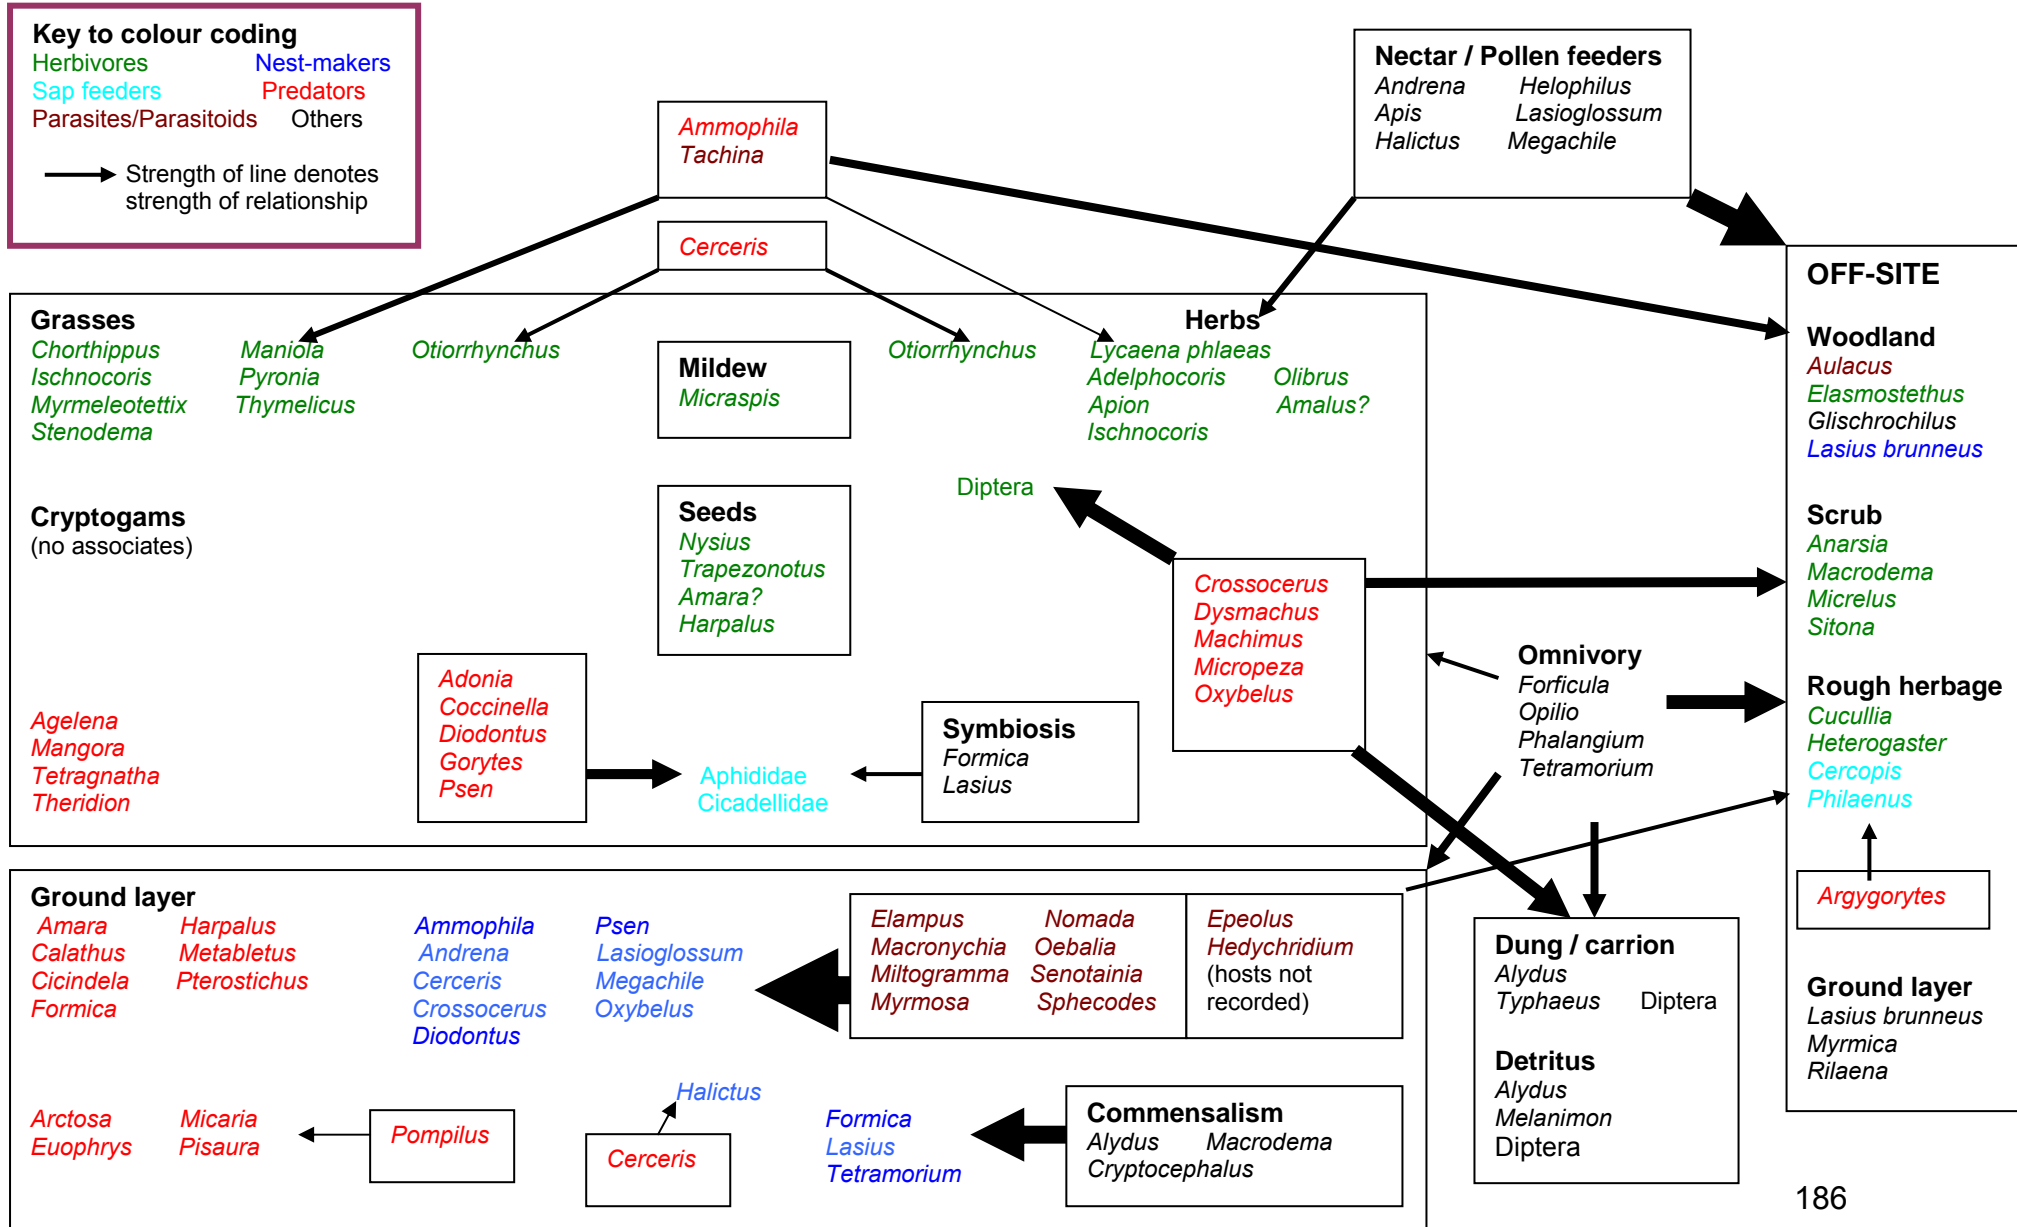 Key to colour coding
Herbivores Nest-makers
Sap feeders Predators
Parasites/Parasitoids Others
Strength of line denotes
strength of relationship
Ammophila
Tachina
Cerceris
Nectar / Pollen feeders
Andrena Helophilus
Apis Lasioglossum
Halictus Megachile
Grasses
Chorthippus Maniola
Ischnocoris Pyronia
Myrmeleotettix Thymelicus
Stenodema
Otiorrhynchus
Mildew
Micraspis
Otiorrhynchus
Herbs
Lycaena phlaeas
Adelphocoris Olibrus
Apion Amalus?
Ischnocoris
Diptera
Cryptogams
(no associates)
Seeds
Nysius
Trapezonotus
Amara?
Harpalus
Crossocerus
Dysmachus
Machimus
Micropeza
Oxybelus
Agelena
Mangora
Tetragnatha
Theridion
Adonia
Coccinella
Diodontus
Gorytes
Psen
Aphididae
Cicadellidae
Symbiosis
Formica
Lasius
Omnivory
Forficula
Opilio
Phalangium
Tetramorium
OFF-SITE
Woodland
Aulacus
Elasmostethus
Glischrochilus
Lasius brunneus
Scrub
Anarsia
Macrodema
Micrelus
Sitona
Rough herbage
Cucullia
Heterogaster
Cercopis
Philaenus
Argygorytes
Ground layer
Lasius brunneus
Myrmica
Rilaena
Ground layer
Amara Harpalus
Calathus Metabletus
Cicindela Pterostichus
Formica
Ammophila Psen
Andrena Lasioglossum
Cerceris Megachile
Crossocerus Oxybelus
Diodontus
Elampus Nomada
Macronychia Oebalia
Miltogramma Senotainia
Myrmosa Sphecodes
Epeolus
Hedychridium
(hosts not
recorded)
Arctosa Micaria
Euophrys Pisaura
Pompilus
Halictus
Cerceris
Formica
Lasius
Tetramorium
Commensalism
Alydus Macrodema
Cryptocephalus
Dung / carrion
Alydus
Typhaeus Diptera
Detritus
Alydus
Melanimon
Diptera
186